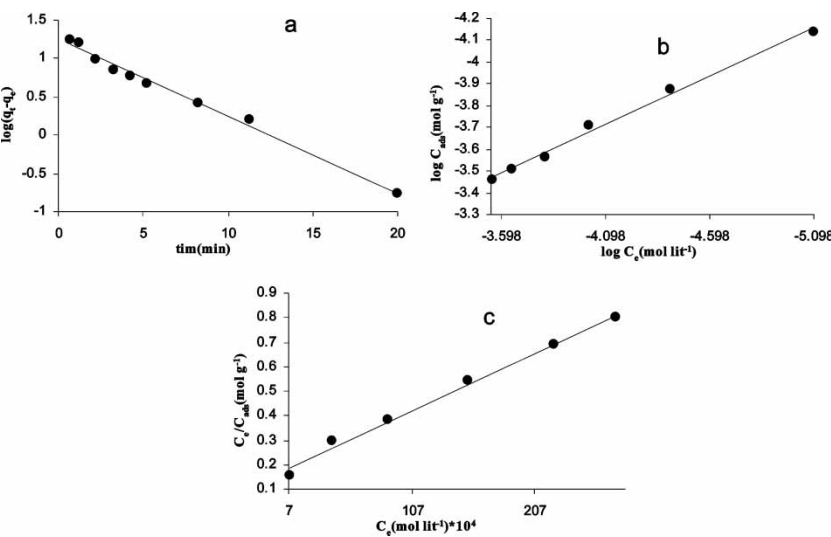 a
1.5
1
0.5
0
-0.5
-1
log(qt-qe)
0 5 10 15 20
tim(min)
b
-4.2
-4.1
-4
-3.9
-3.8
-3.7
-3.6
-3.5
-3.4
-3.3
log Cads(mol g-1)
-3.598 -4.098 -4.598 -5.098
log Ce(mol lit-1)
c
0.9
0.8
0.7
0.6
0.5
0.4
0.3
0.2
0.1
Ce/Cads(mol g-1)
7 107 207
Ce(mol lit-1)*104